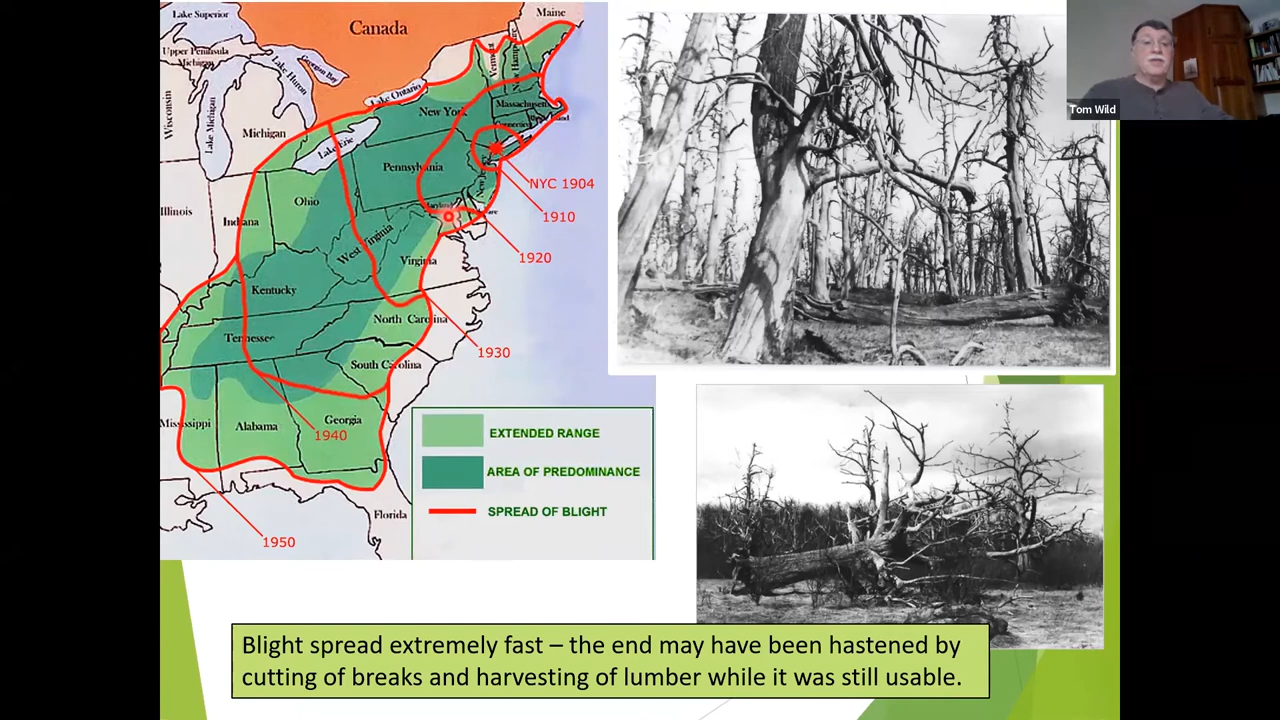 Lake Superior
Canada
Maine
Upper Peninsula
Michigan
Lake Huron
Georgian Bay
Vermont
New Hampshire
Wisconsin
Lake Michigan
Lake Ontario
Michigan
New York
Massachusetts
Connecticut
Lake Erie
Pennsylvania
New Jersey
NYC 1904
Maryland
1910
Illinois
Indiana
Ohio
West Virginia
Virginia
1920
Kentucky
North Carolina
Tennessee
1930
South Carolina
Mississippi
Alabama
Georgia
1940
Florida
1950
EXTENDED RANGE
AREA OF PREDOMINANCE
SPREAD OF BLIGHT
Tom Wild
Blight spread extremely fast – the end may have been hastened by
cutting of breaks and harvesting of lumber while it was still usable.